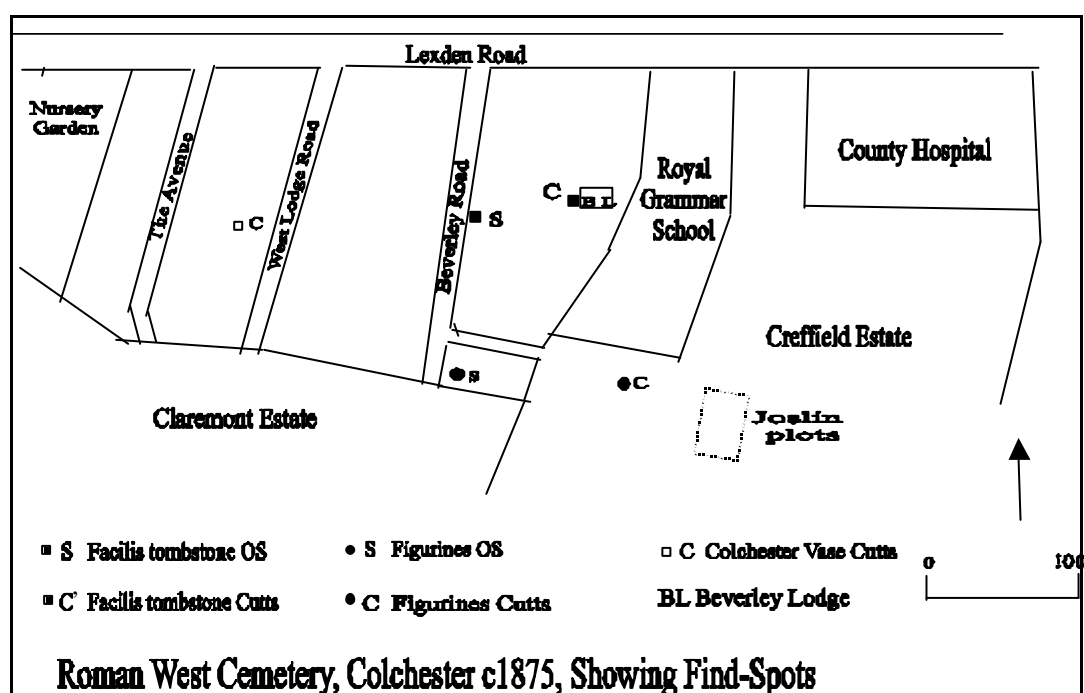 Lexden Road
Nursery
Garden
The Avenue
West Lodge Road
Beverley Road
C
S
C
BL
Royal
Grammer
School
County Hospital
Creffield Estate
S
C
Joslin
plots
Claremont Estate
S Facilis tombstone OS
S Figurines OS
C Colchester Vase Cutts
C' Facilis tombstone Cutts
C Figurines Cutts
BL Beverley Lodge
0 100
Roman West Cemetery, Colchester c1875, Showing Find-Spots